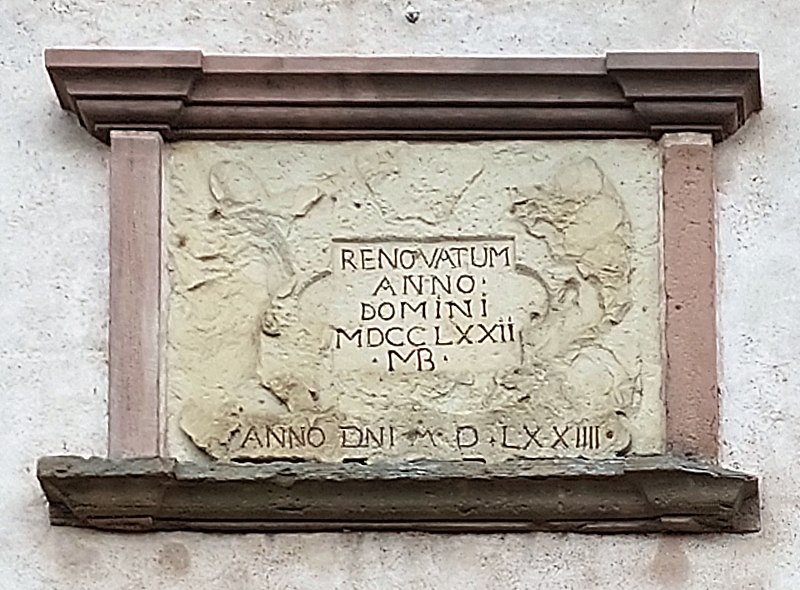 RENOVATUM
ANNO:
DOMiNi
MDCCLXXii
·MB·
ANNO DNI M D LXXIIII·